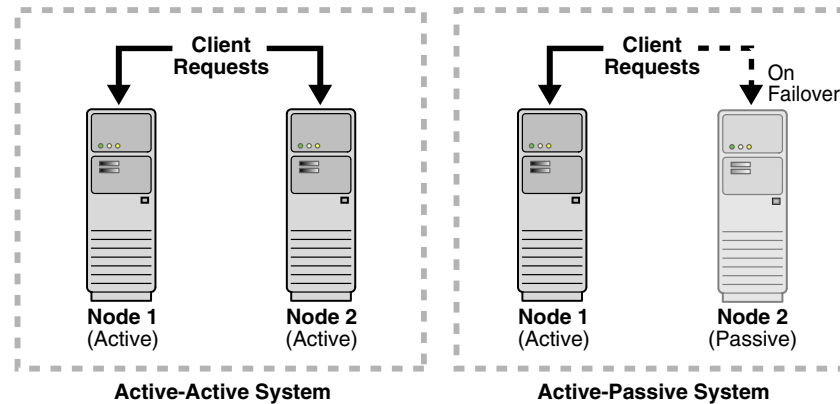 Client
Requests
Node 1
(Active)
Node 2
(Active)
Active-Active System
Client
Requests
On
Failover
Node 1
(Active)
Node 2
(Passive)
Active-Passive System